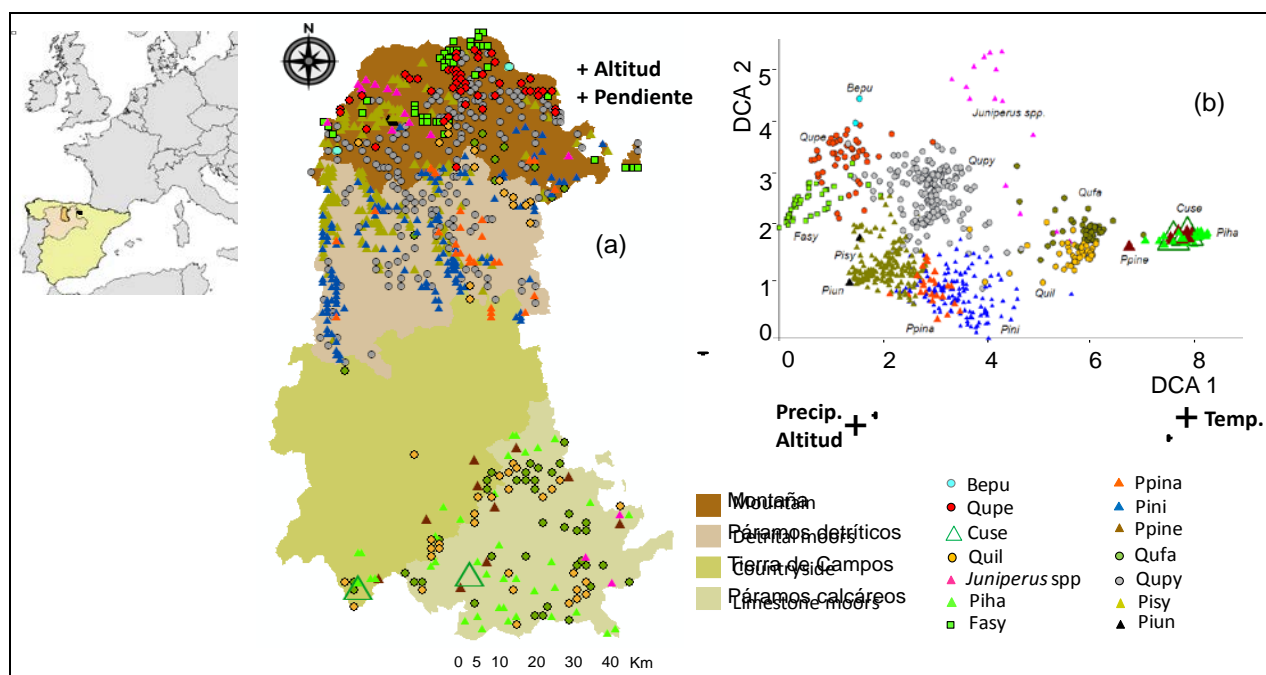 N
+ Altitud
+ Pendiente
(a)
0 5 10 20 30 40 Km
DCA 2
5
4
3
2
1
0
(b)
Bepu
Juniperus spp.
Qupe
Qupy
Qufa
Cuse
Fasy
Piha
Ppine
Pisy
Quil
Piun
Ppina
Pini
0 2 4 6 8
DCA 1
-
Precip.
Altitud
+
+ Temp.
Montaña
Mountain
Páramos detríticos
Detrital moors
Tierra de Campos
Countryside
Páramos calcáreos
Limestone moors
Bepu
Qupe
Cuse
Quil
Juniperus spp
Piha
Fasy
Ppina
Pini
Ppine
Qufa
Qupy
Pisy
Piun